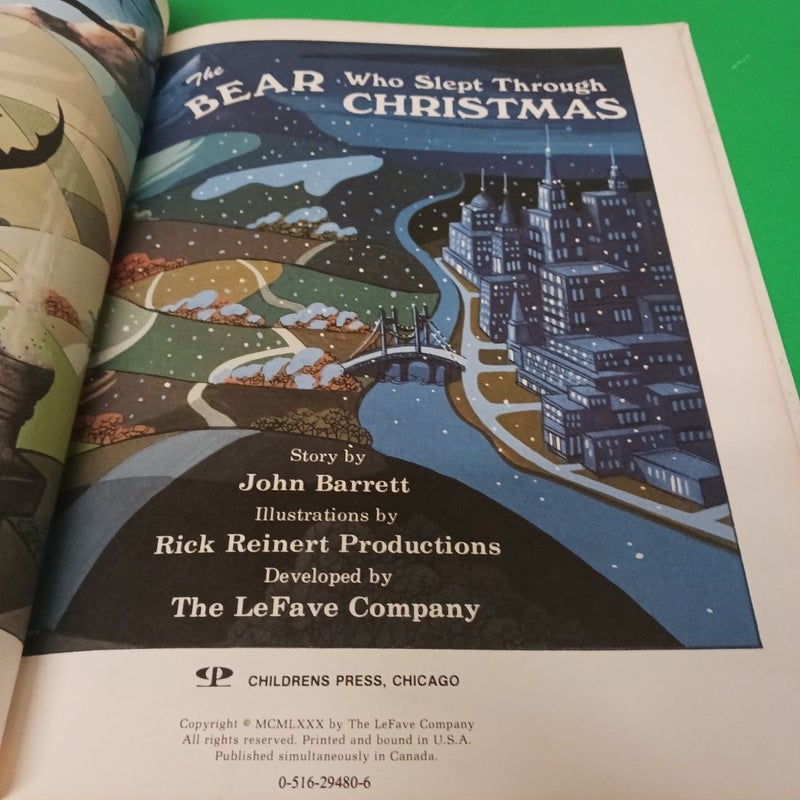 The
BEAR Who Slept Through
CHRISTMAS
Story by
John Barrett
Illustrations by
Rick Reinert Productions
Developed by
The LeFave Company
CHILDRENS PRESS, CHICAGO
Copyright © MCMLXXX by The LeFave Company
All rights reserved. Printed and bound in U.S.A.
Published simultaneously in Canada.
0-516-29480-6